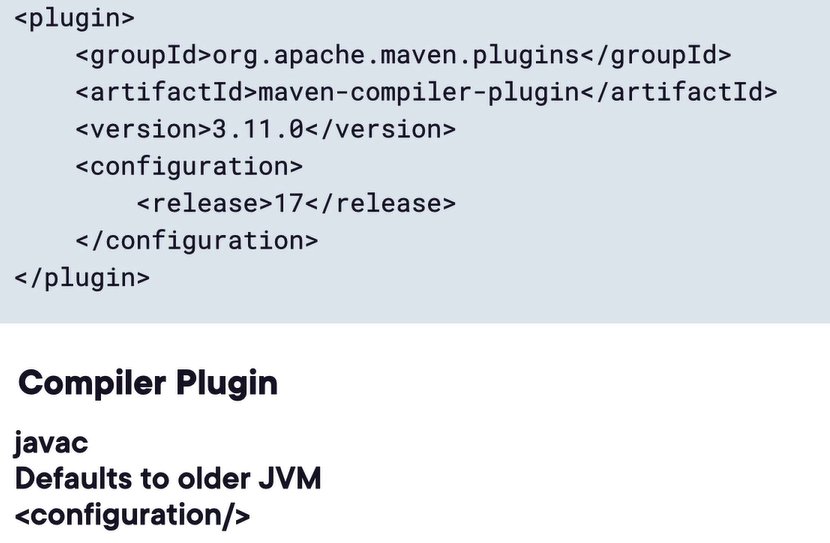 <plugin>
    <groupId>org.apache.maven.plugins</groupId>
    <artifactId>maven-compiler-plugin</artifactId>
    <version>3.11.0</version>
    <configuration>
        <release>17</release>
    </configuration>
</plugin>
Compiler Plugin
javac
Defaults to older JVM
<configuration/>